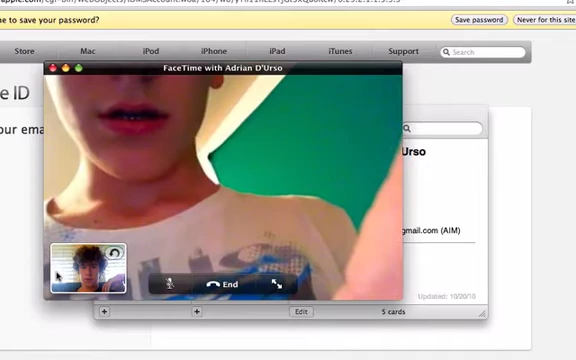 ne to save your password?
Save password
Never for this site
Store Mac iPod iPhone iPad iTunes Support Search
FaceTime with Adrian D'Urso
e ID
our ema
Urso
gmail.com (AIM)
End
Updated: 10/20/10
Edit
5 cards